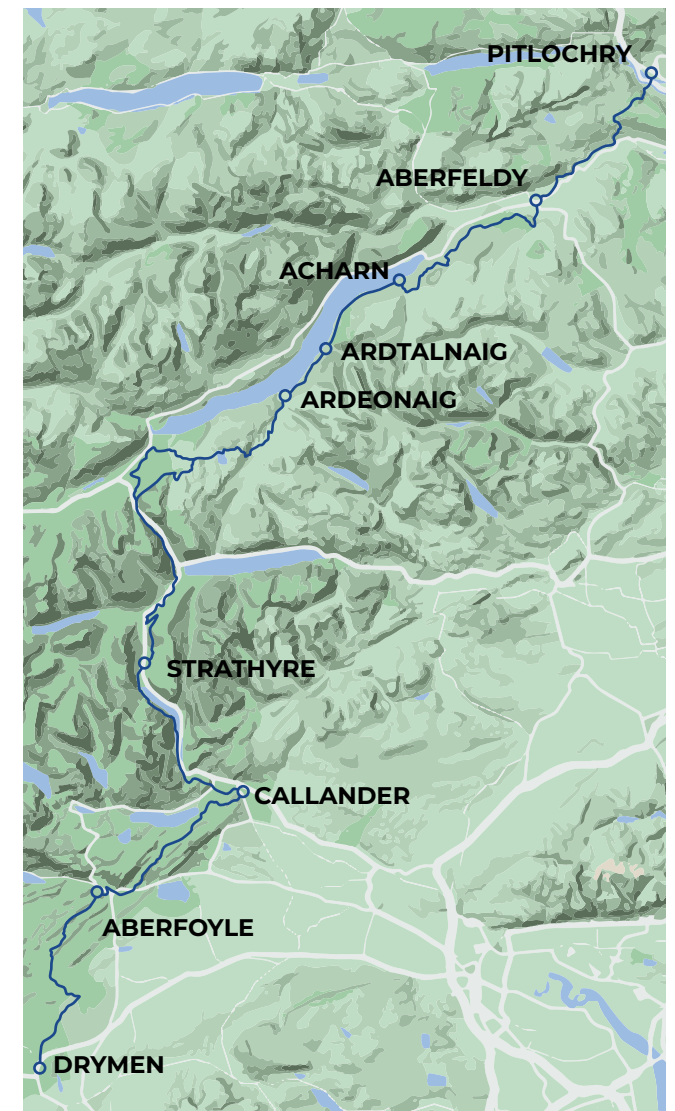 PITLOCHRY
ABERFELDY
ACHARN
ARDTALNAIG
ARDEONAIG
STRATHYRE
CALLANDER
ABERFOYLE
DRYMEN